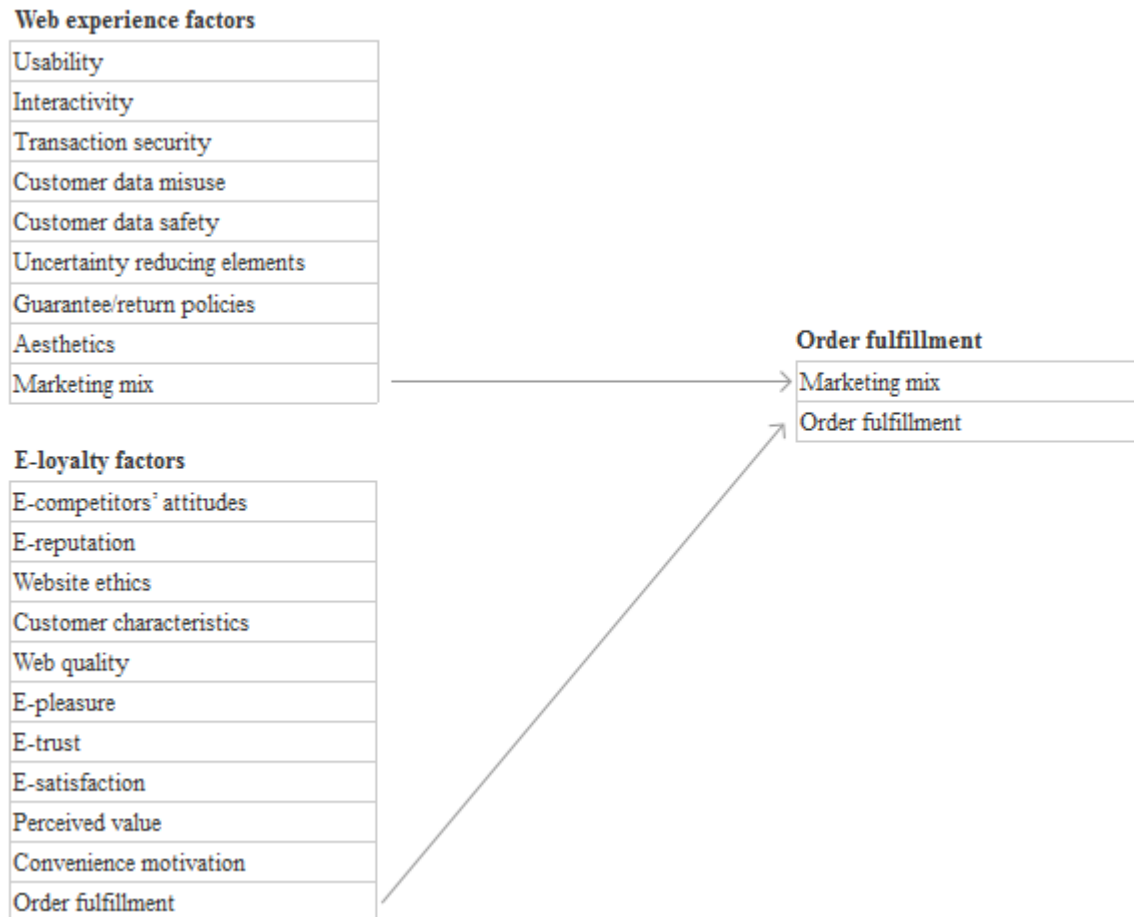 Web experience factors
Usability
Interactivity
Transaction security
Customer data misuse
Customer data safety
Uncertainty reducing elements
Guarantee/return policies
Aesthetics
Marketing mix
E-loyalty factors
E-competitors’ attitudes
E-reputation
Website ethics
Customer characteristics
Web quality
E-pleasure
E-trust
E-satisfaction
Perceived value
Convenience motivation
Order fulfillment
Order fulfillment
Marketing mix
Order fulfillment